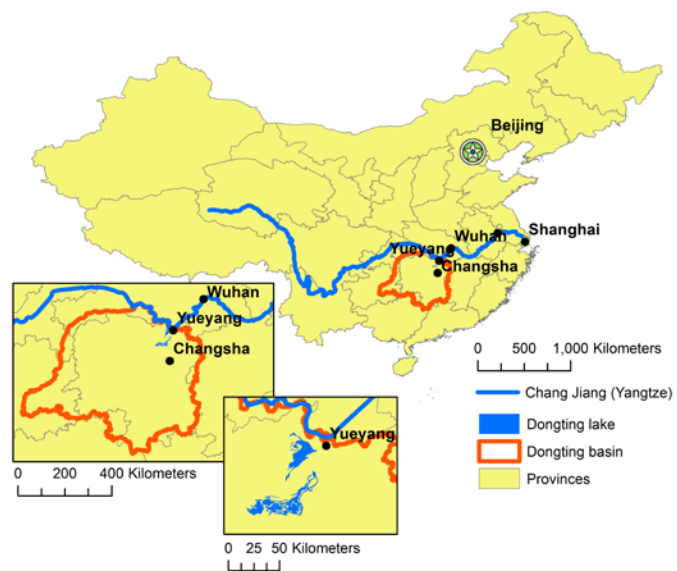 Beijing
Shanghai
Wuhan
Yueyang
Changsha
0 500 1,000 Kilometers
Wuhan
Yueyang
Changsha
0 200 400 Kilometers
Yueyang
0 25 50 Kilometers
Chang Jiang (Yangtze)
Dongting lake
Dongting basin
Provinces